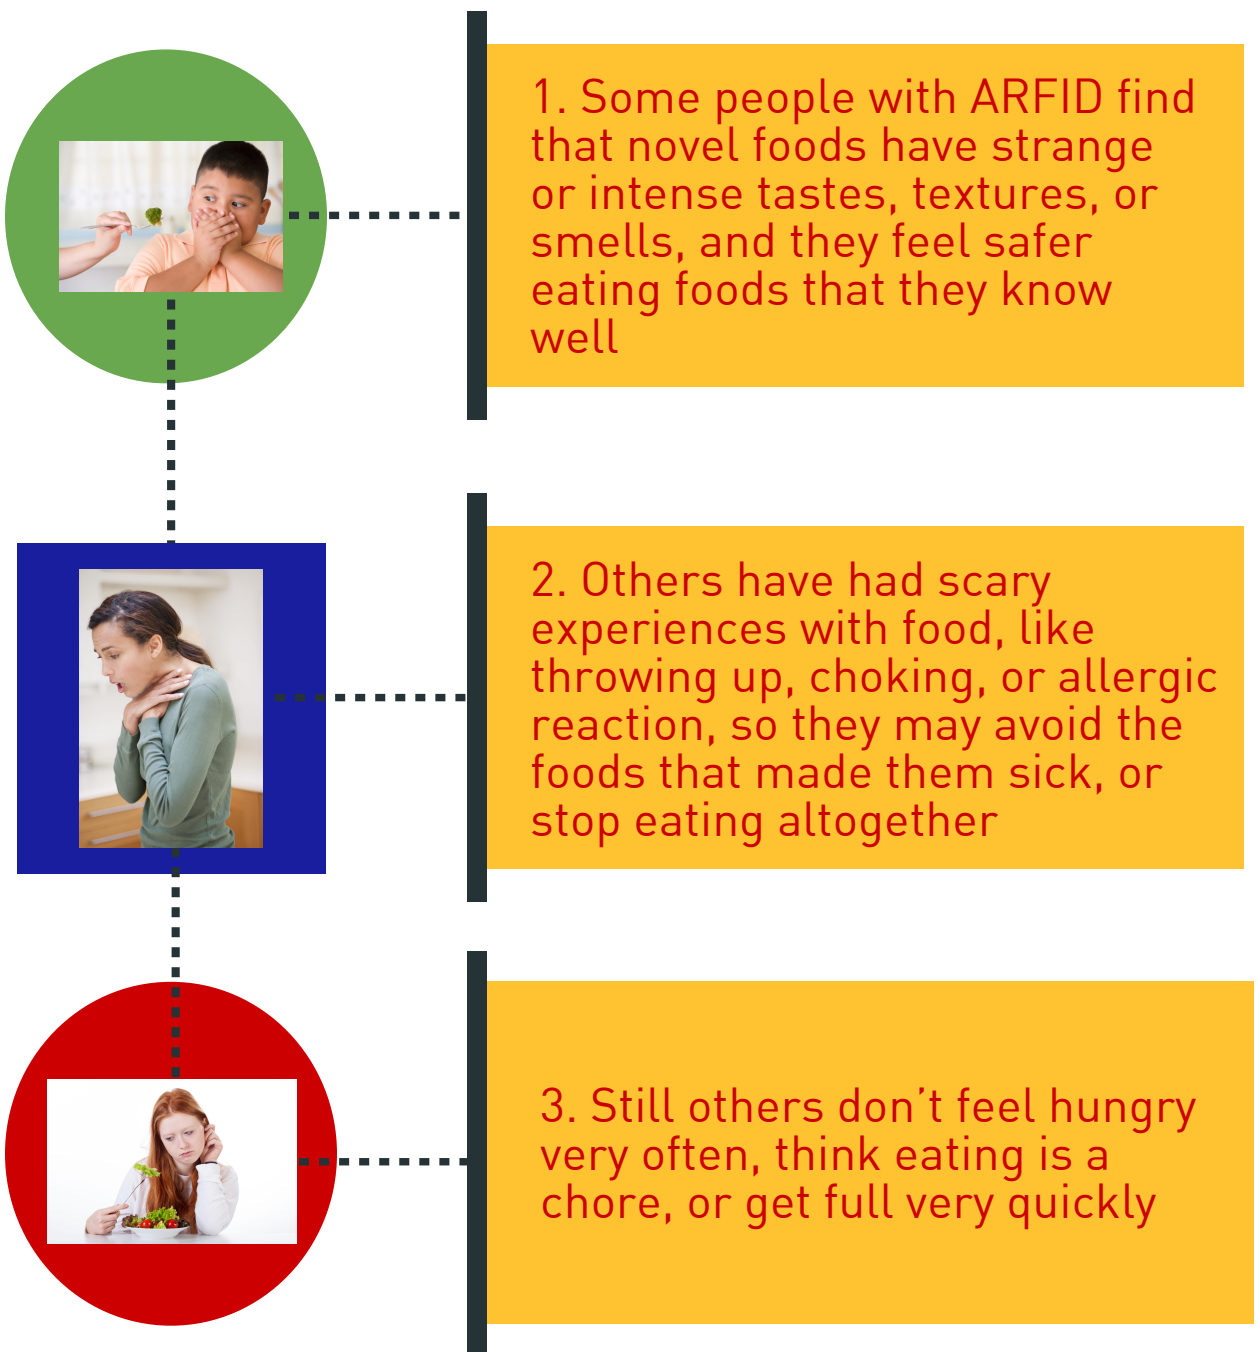 1. Some people with ARFID find
that novel foods have strange
or intense tastes, textures, or
smells, and they feel safer
eating foods that they know
well
2. Others have had scary
experiences with food, like
throwing up, choking, or allergic
reaction, so they may avoid the
foods that made them sick, or
stop eating altogether
3. Still others don’t feel hungry
very often, think eating is a
chore, or get full very quickly